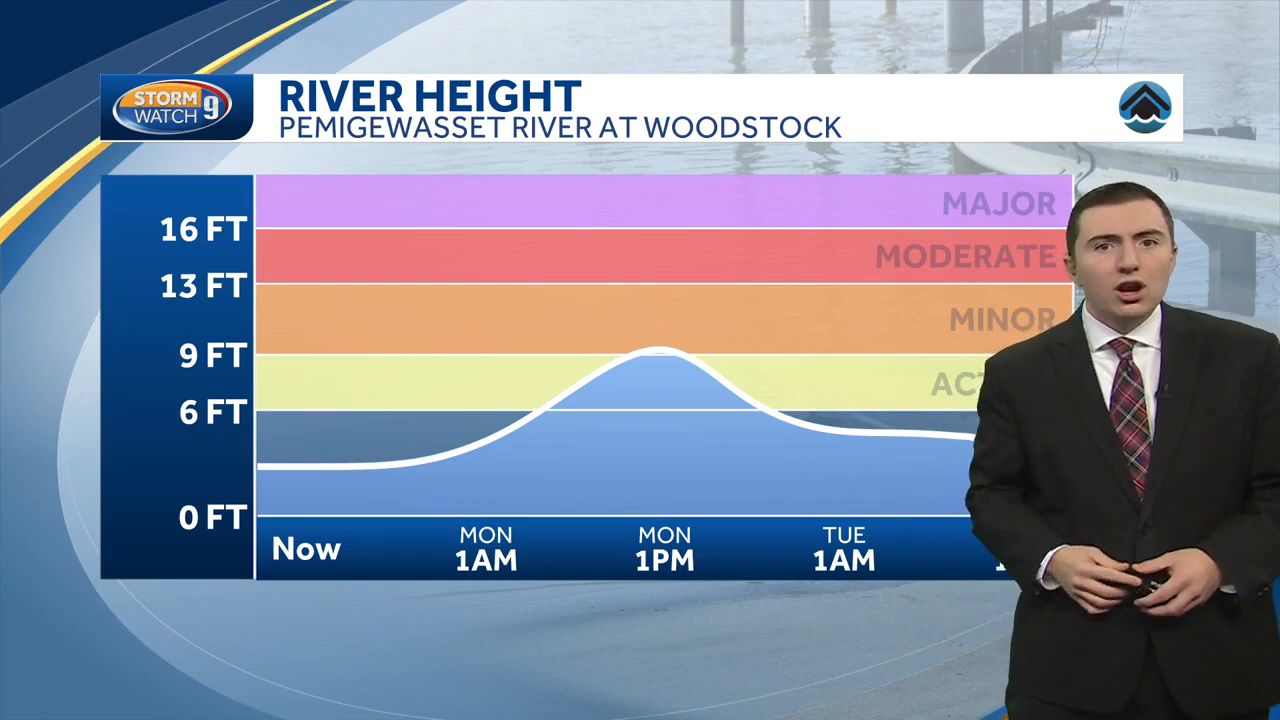 STORM
WATCH 9
RIVER HEIGHT
PEMIGEWASSET RIVER AT WOODSTOCK
MAJOR
16 FT
MODERATE
13 FT
MINOR
9 FT
6 FT
0 FT
Now
MON
1AM
MON
1PM
TUE
1AM